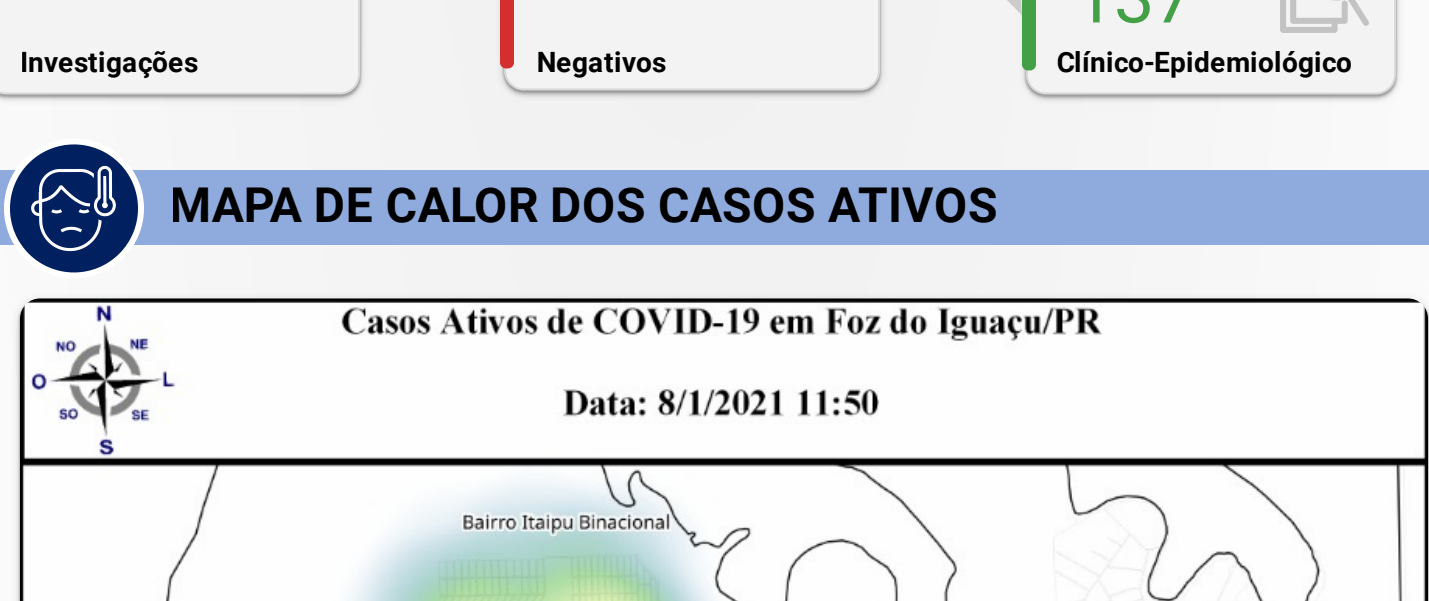 137
Investigações
Negativos
Clínico-Epidemiológico
MAPA DE CALOR DOS CASOS ATIVOS
N
NO
NE
O
L
SO
SE
S
Casos Ativos de COVID-19 em Foz do Iguaçu/PR
Data: 8/1/2021 11:50
Bairro Itaipu Binacional